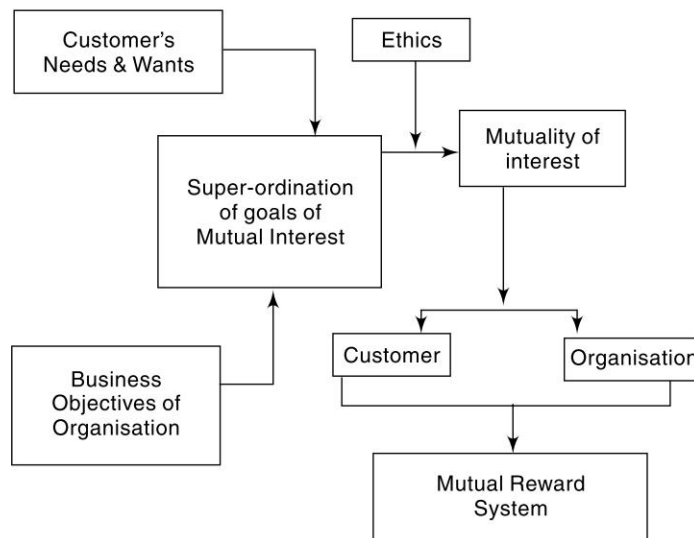 Customer’s
Needs & Wants
Ethics
Mutuality of
interest
Super-ordination
of goals of
Mutual Interest
Customer
Organisation
Business
Objectives of
Organisation
Mutual Reward
System